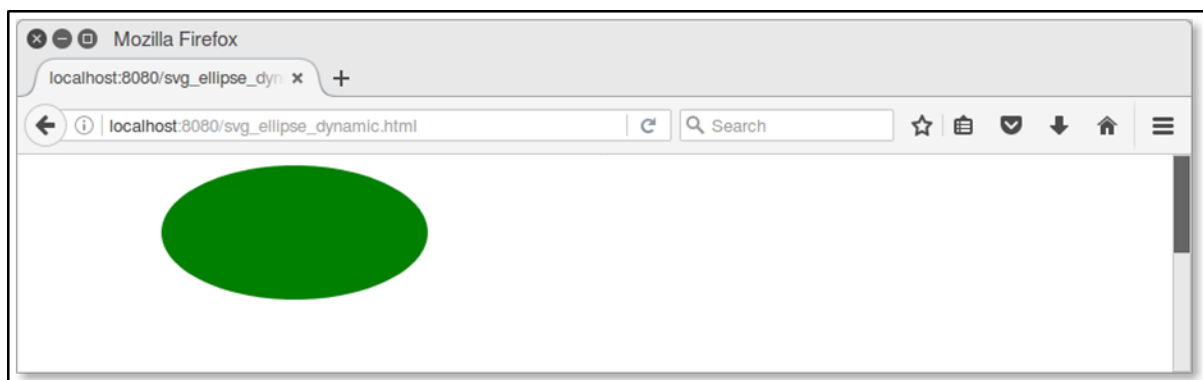 Mozilla Firefox
localhost:8080/svg_ellipse_dyn
localhost:8080/svg_ellipse_dynamic.html
Search